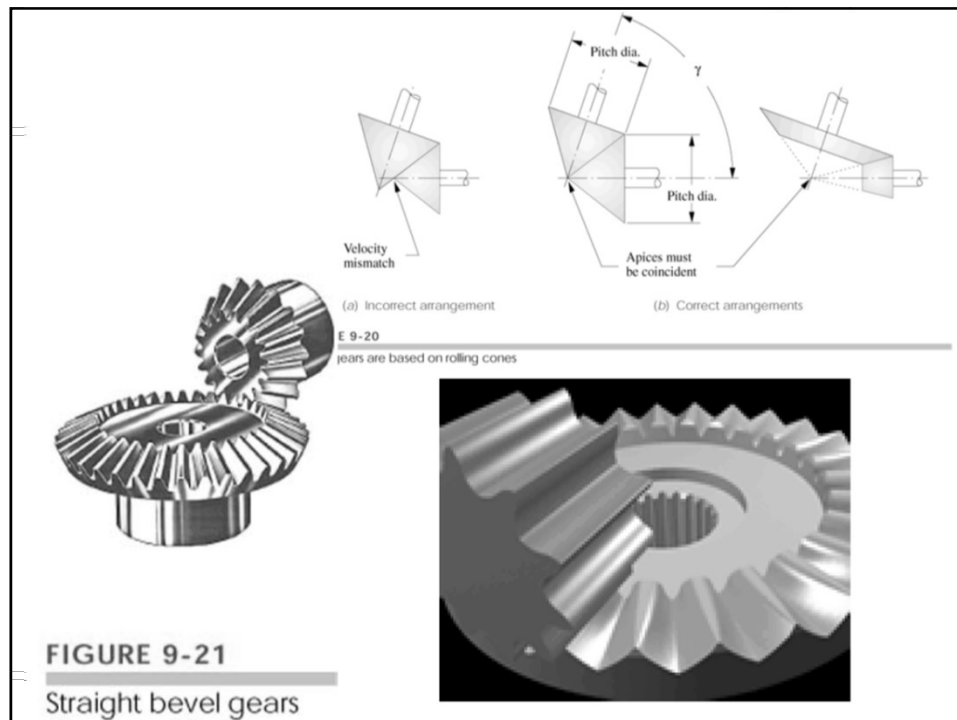 Pitch dia.
γ
Pitch dia.
Velocity
mismatch
Apices must
be coincident
(a) Incorrect arrangement
(b) Correct arrangements
E 9-20
gears are based on rolling cones
FIGURE 9-21
Straight bevel gears